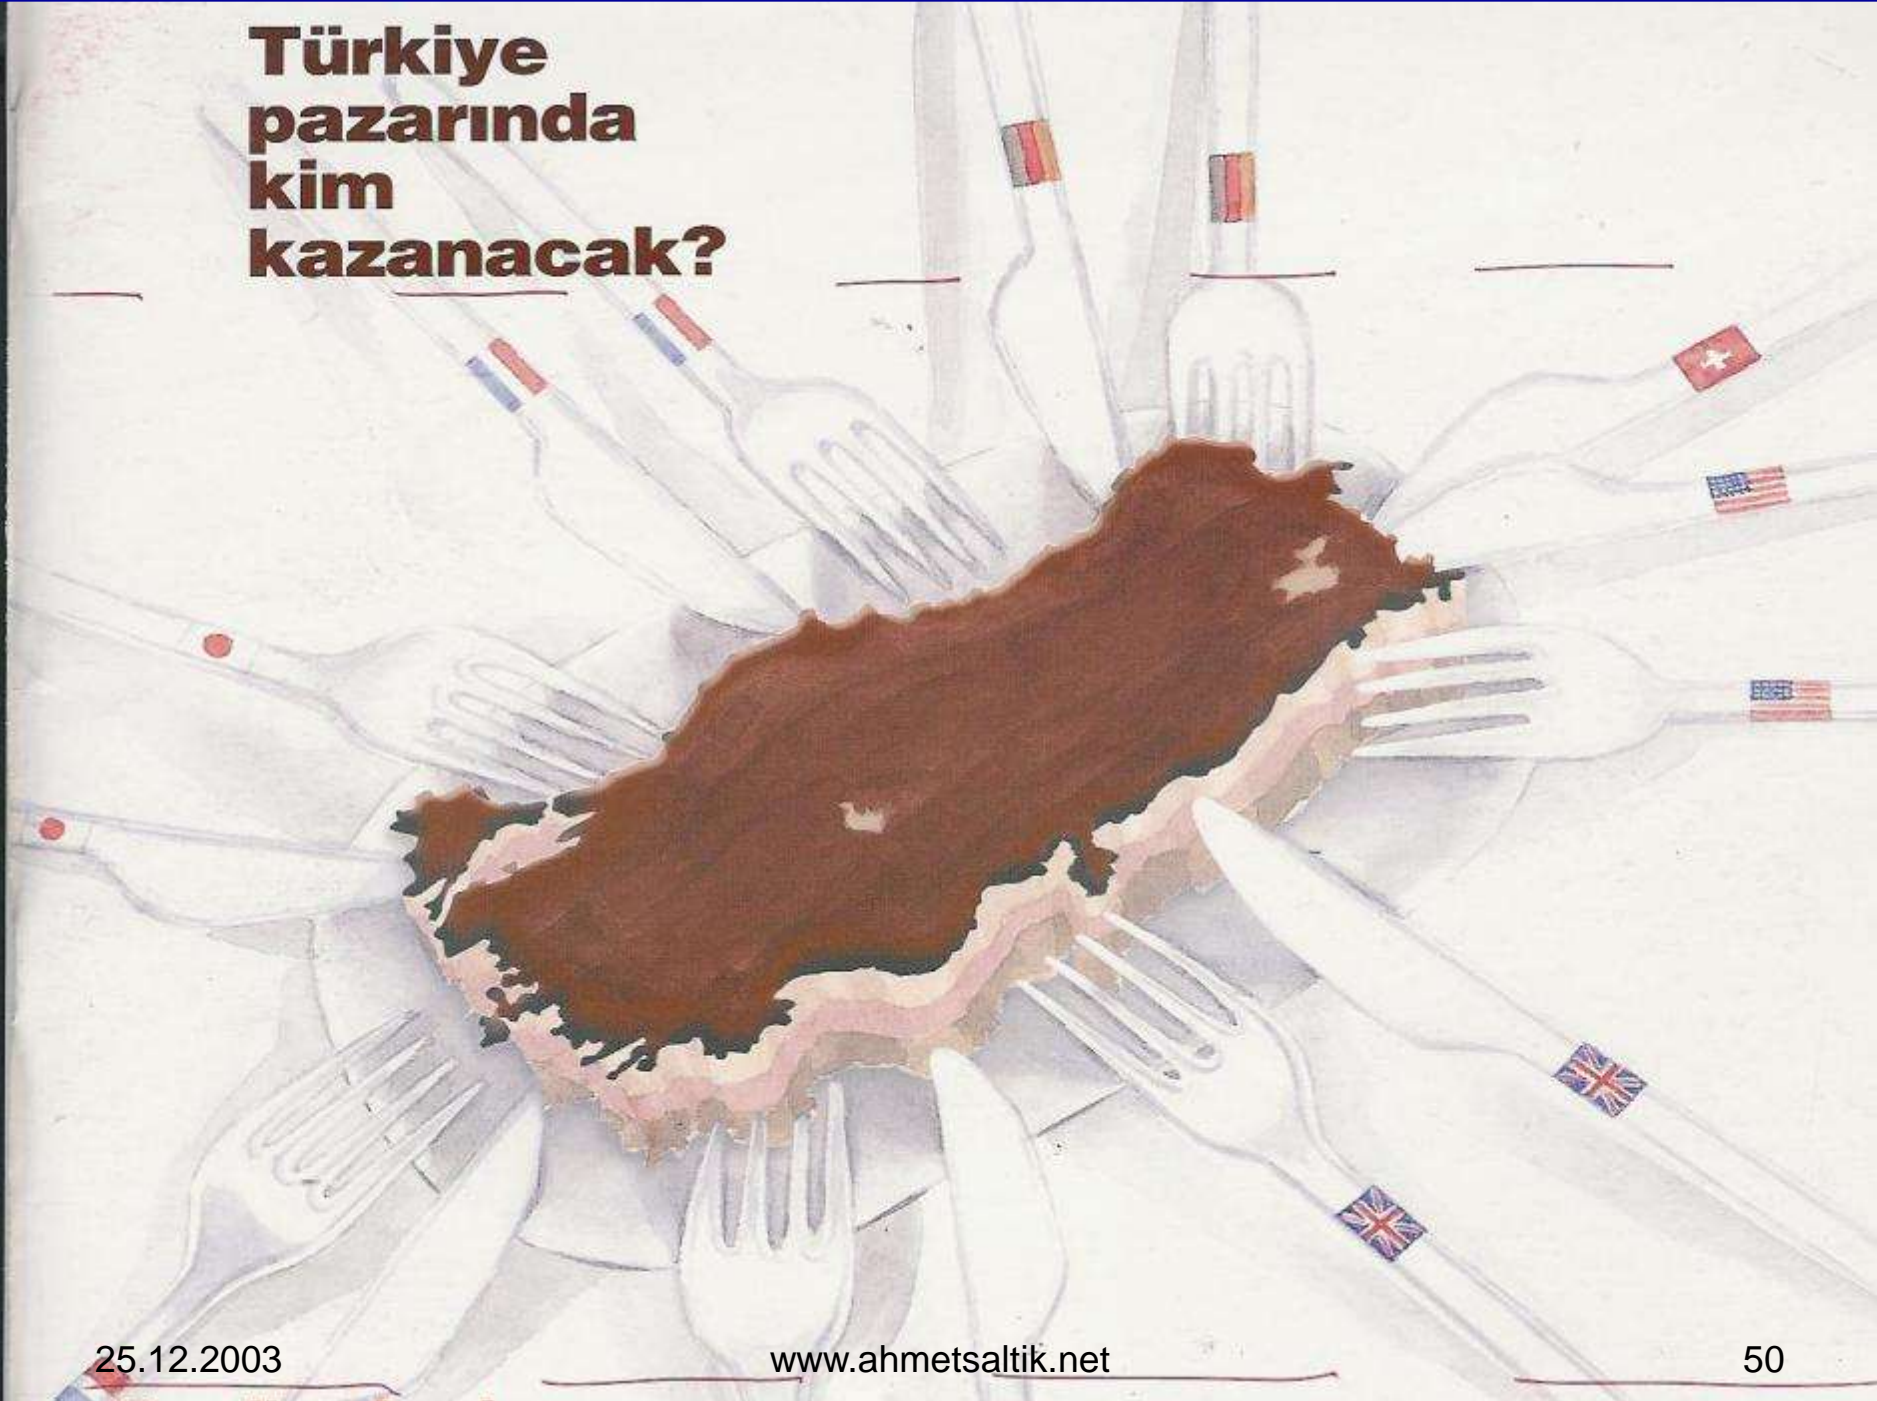 Türkiye
pazarında
kim
kazanacak?
25.12.2003
www.ahmetsaltik.net
50